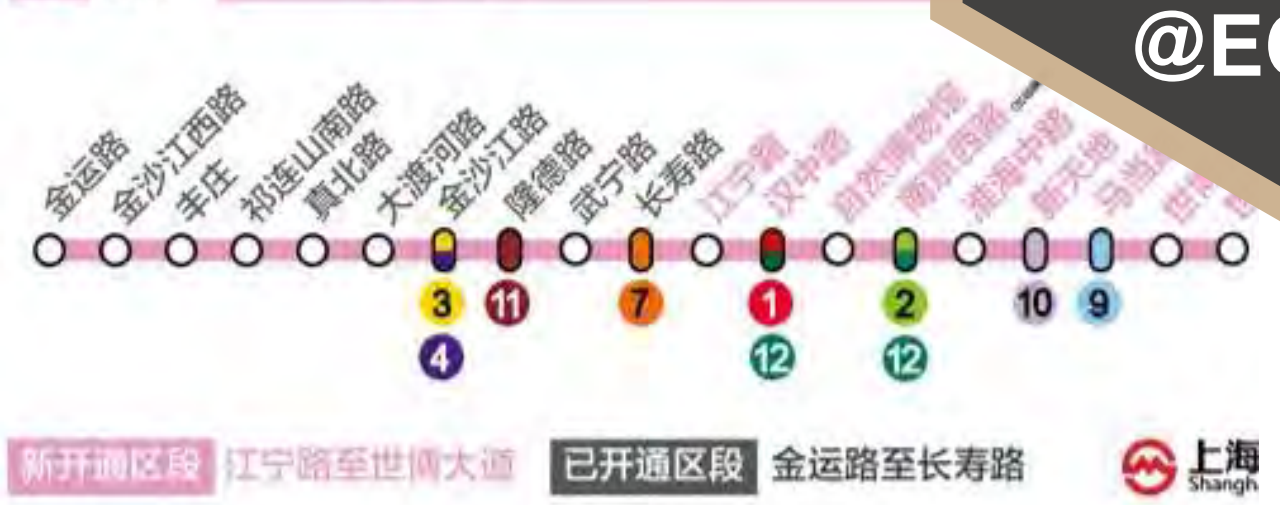 @E
金运路
金沙江西路
丰庄
祁连山南路
真北路
大渡河路
金沙江路
隆德路
武宁路
长寿路
江宁路
汉中路
自然博物馆
南京西路
淮海中路
新天地
马当
世
3
11
7
1
2
10
9
4
12
12
新开通区段 江宁路至世博大道 已开通区段 金运路至长寿路
上海
Shangh